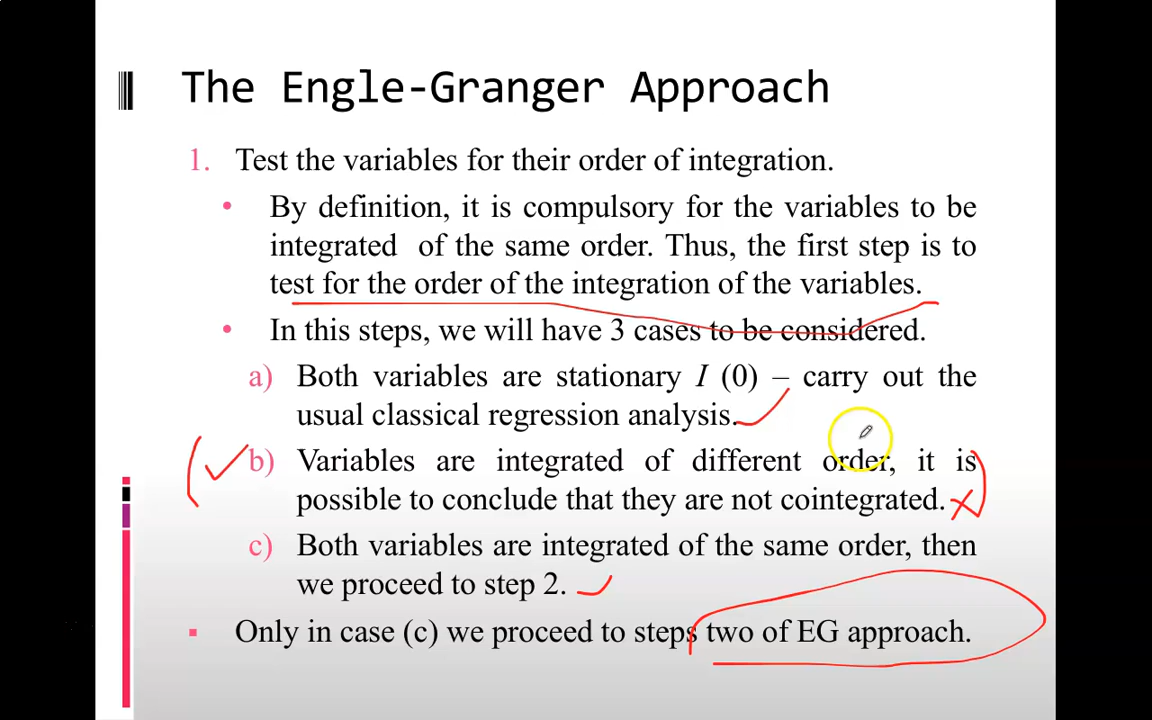 The Engle-Granger Approach
1. Test the variables for their order of integration.
• By definition, it is compulsory for the variables to be
integrated of the same order. Thus, the first step is to
test for the order of the integration of the variables.
• In this steps, we will have 3 cases to be considered.
a) Both variables are stationary I (0) – carry out the
usual classical regression analysis.
b) Variables are integrated of different order, it is
possible to conclude that they are not cointegrated.
c) Both variables are integrated of the same order, then
we proceed to step 2.
▪ Only in case (c) we proceed to steps two of EG approach.